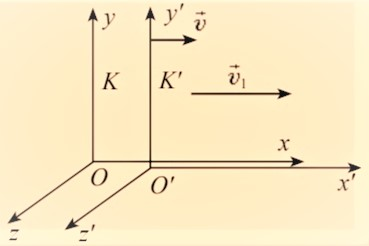 y y′ v⃗
K K′ v⃗₁
x
O O′ x′
z z′